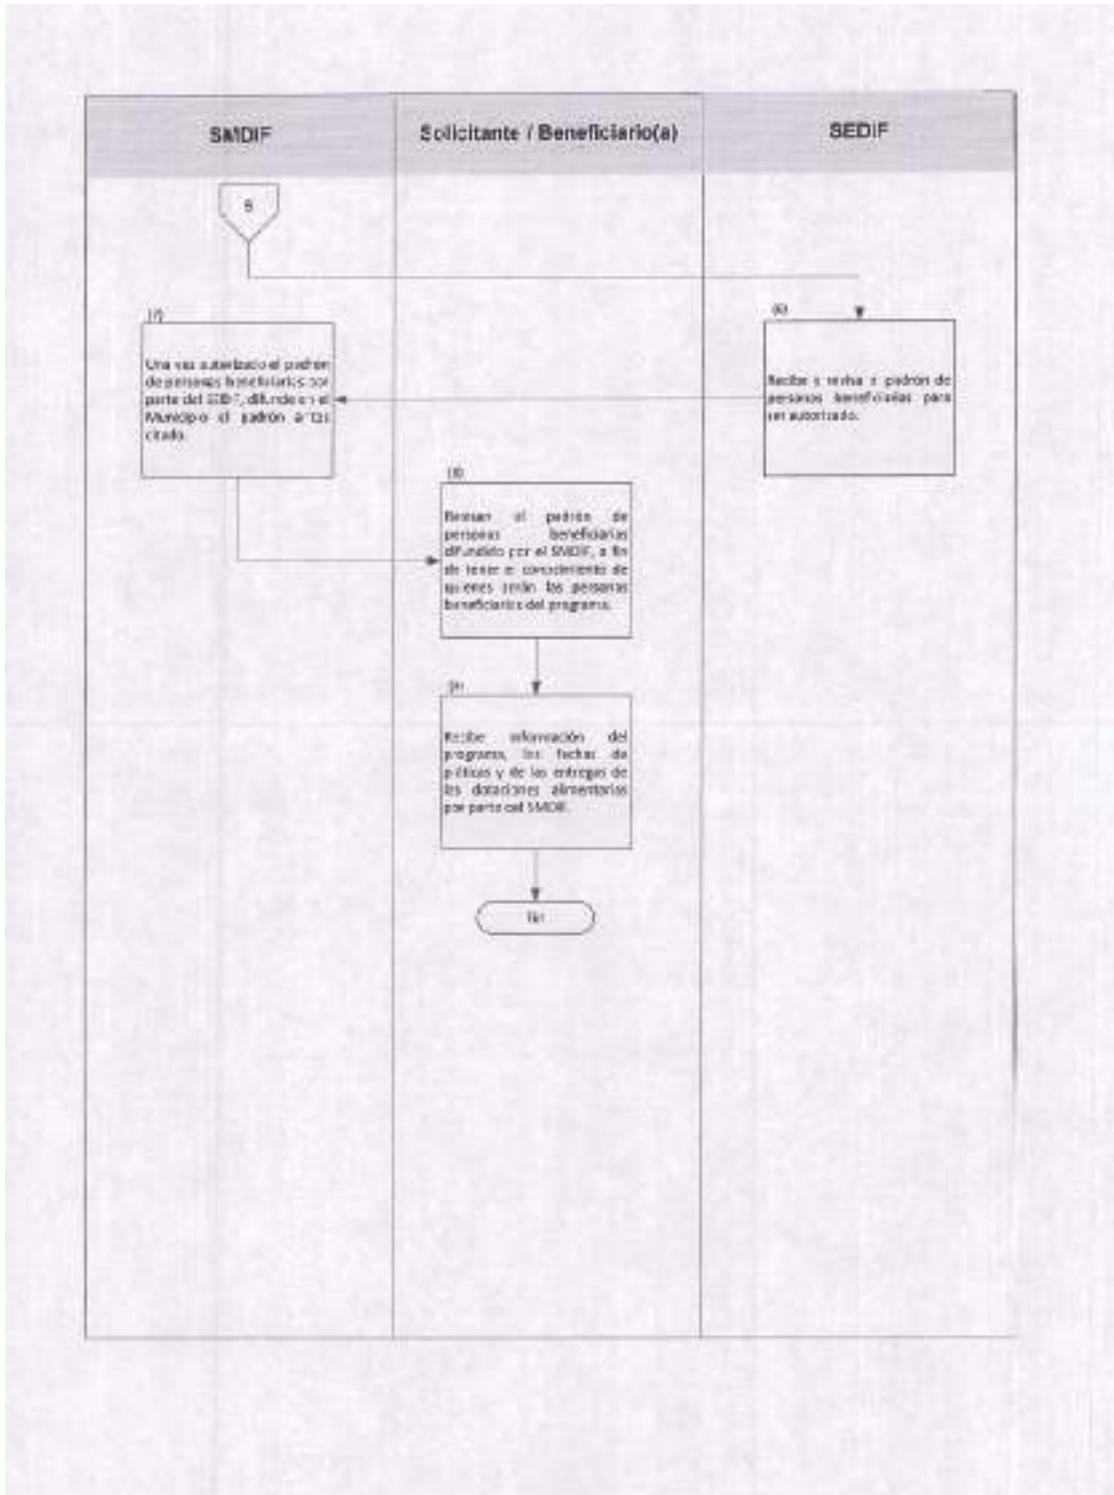 SMDIF
Solicitante / Beneficiario(a)
SEDIF
(7)
Una vez autorizado el padrón
de personas beneficiarias por
parte del SEDIF, difunde en el
Municipio el padrón antes
citado.
(6)
Recibe y revisa el padrón de
personas beneficiarias para
ser autorizado.
(8)
Revisan el padrón de
personas beneficiarias
difundido por el SMDIF, a fin
de tener el conocimiento de
quienes serán las personas
beneficiarias del programa.
(9)
Recibe información del
programa, las fechas de
pláticas y de las entregas de
las dotaciones alimentarias
por parte del SMDIF.
Fin